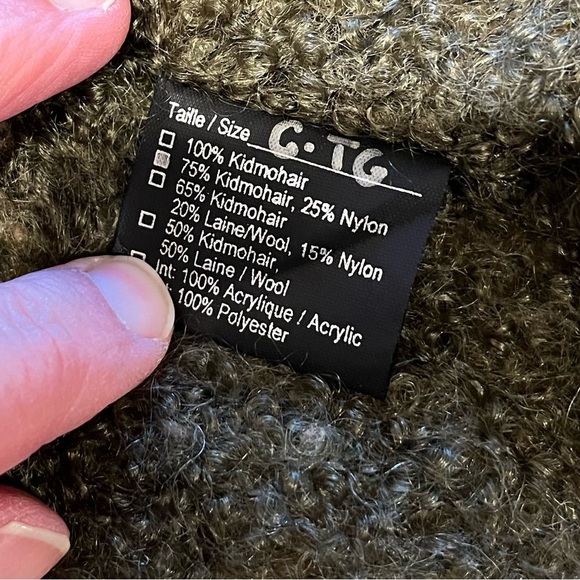 Taille / Size C-TG
☐ 100% Kidmohair
■ 75% Kidmohair, 25% Nylon
☐ 65% Kidmohair
20% Laine/Wool, 15% Nylon
☐ 50% Kidmohair,
50% Laine / Wool
☐ Int: 100% Acrylique / Acrylic
100% Polyester